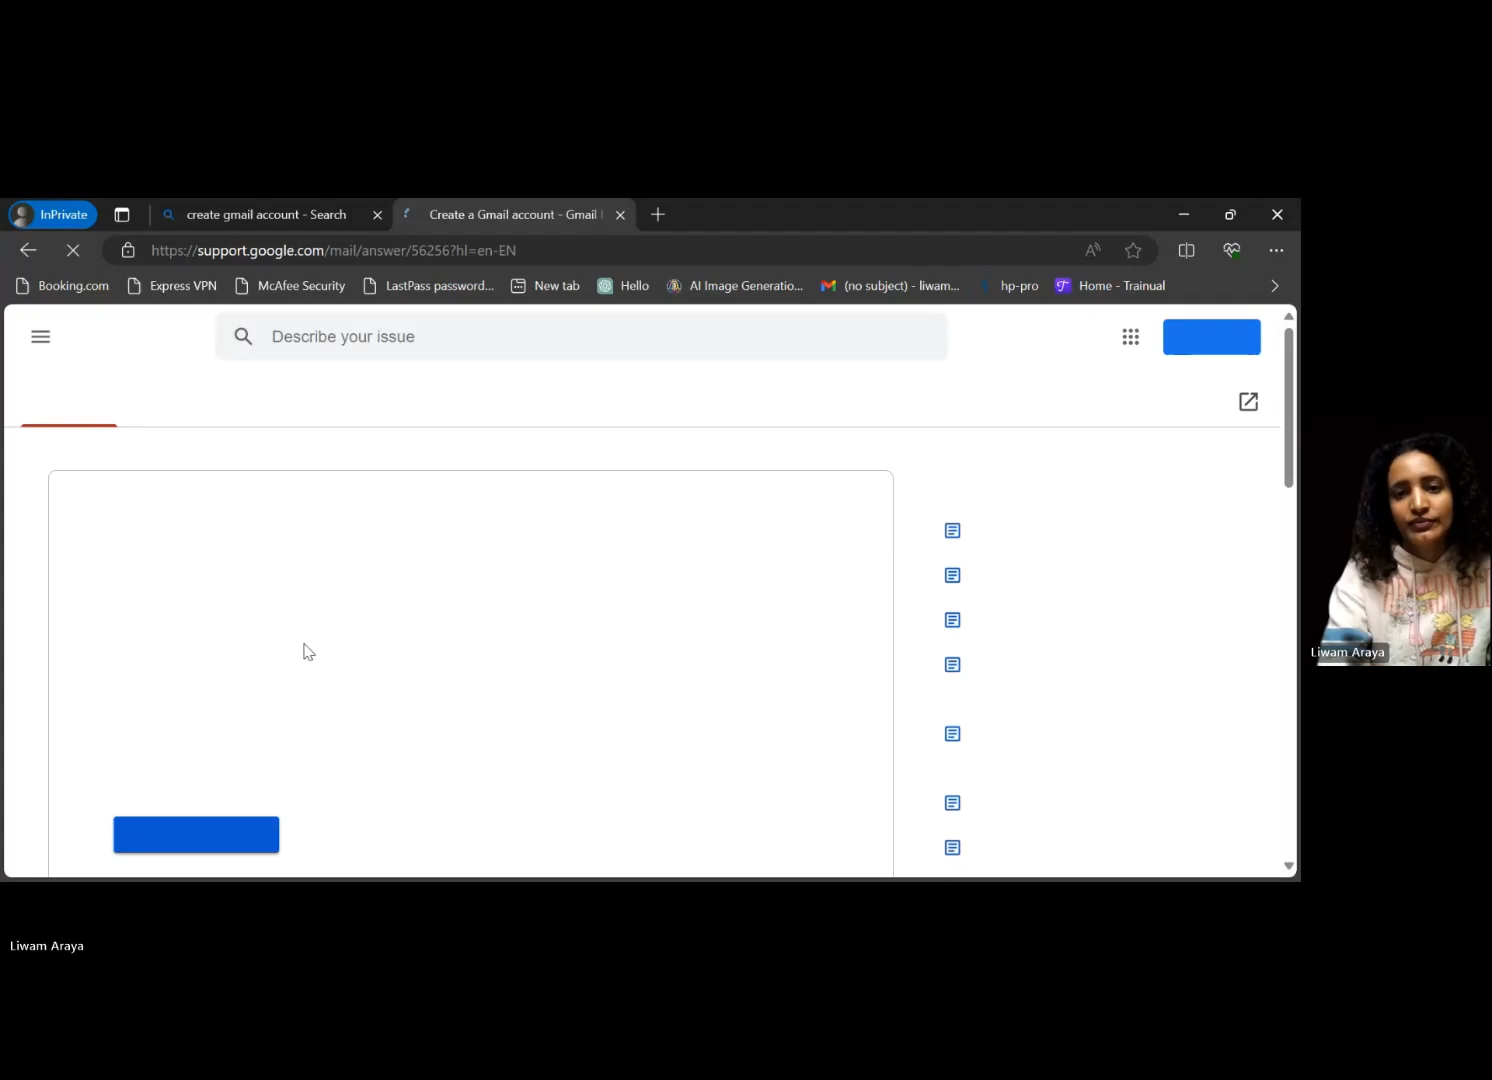 InPrivate
create gmail account - Search
Create a Gmail account - Gmail
https://support.google.com/mail/answer/56256?hl=en-EN
Booking.com
Express VPN
McAfee Security
LastPass password...
New tab
Hello
AI Image Generatio...
(no subject) - liwam...
hp-pro
Home - Trainual
Describe your issue
Liwam Araya
Liwam Araya